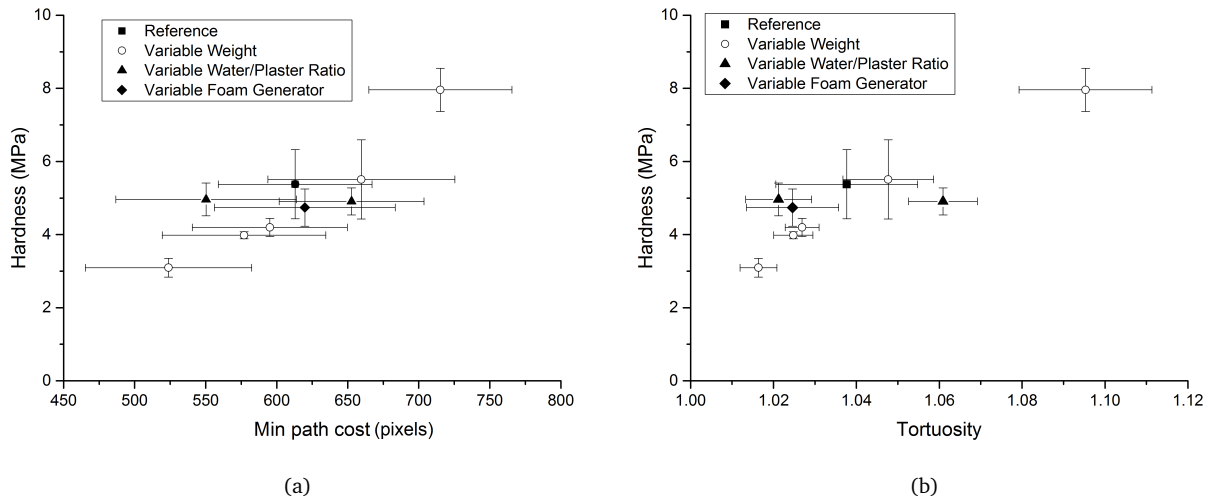 10
8
6
4
2
0
Hardness (MPa)
Reference
Variable Weight
Variable Water/Plaster Ratio
Variable Foam Generator
450 500 550 600 650 700 750 800
Min path cost (pixels)
(a)
10
8
6
4
2
0
Hardness (MPa)
Reference
Variable Weight
Variable Water/Plaster Ratio
Variable Foam Generator
1.00 1.02 1.04 1.06 1.08 1.10 1.12
Tortuosity
(b)